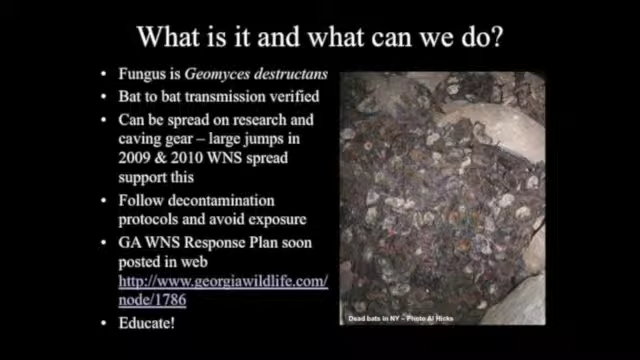 What is it and what can we do?
• Fungus is Geomyces destructans
• Bat to bat transmission verified
• Can be spread on research and
caving gear – large jumps in
2009 & 2010 WNS spread
support this
• Follow decontamination
protocols and avoid exposure
• GA WNS Response Plan soon
posted in web
http://www.georgiawildlife.com/
node/1786
• Educate!
Dead bats in NY – Photo Al Hicks